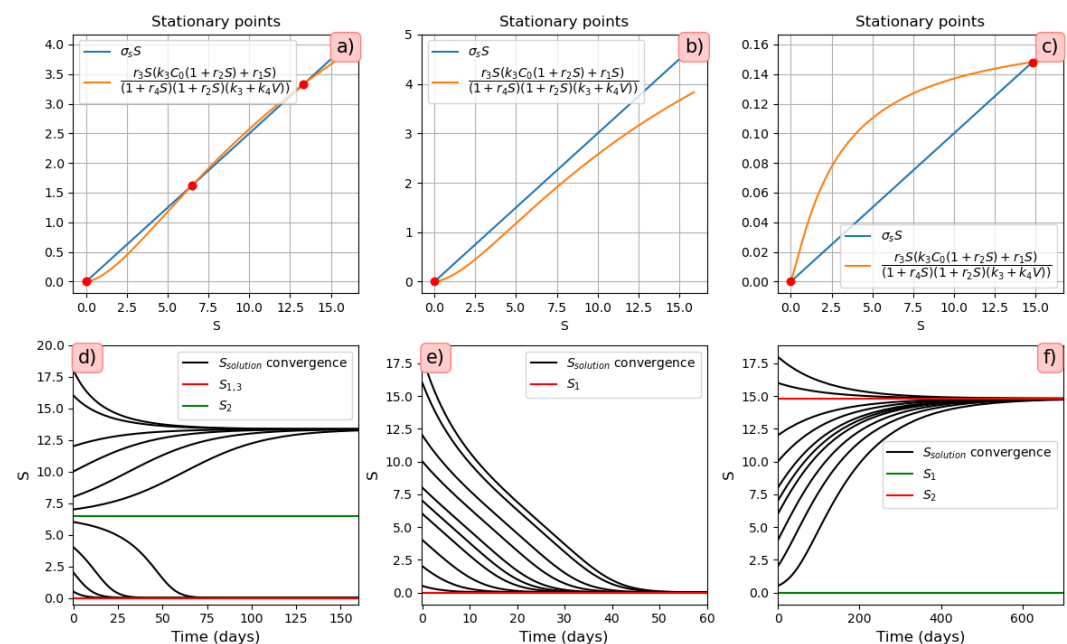 Stationary points
a)
σₛS
r₃S(k₃C₀(1 + r₂S) + r₁S)
(1 + r₄S)(1 + r₂S)(k₃ + k₄V))
4.0
3.5
3.0
2.5
2.0
1.5
1.0
0.5
0.0
0.0 2.5 5.0 7.5 10.0 12.5 15.0
S
Stationary points
b)
σₛS
r₃S(k₃C₀(1 + r₂S) + r₁S)
(1 + r₄S)(1 + r₂S)(k₃ + k₄V))
5
4
3
2
1
0
0.0 2.5 5.0 7.5 10.0 12.5 15.0
S
Stationary points
c)
0.16
0.14
0.12
0.10
0.08
0.06
0.04
0.02
0.00
σₛS
r₃S(k₃C₀(1 + r₂S) + r₁S)
(1 + r₄S)(1 + r₂S)(k₃ + k₄V))
0.0 2.5 5.0 7.5 10.0 12.5 15.0
S
d)
S_solution convergence
S₁,₃
S₂
20.0
17.5
15.0
12.5
10.0
7.5
5.0
2.5
0.0
S
0 25 50 75 100 125 150
Time (days)
e)
S_solution convergence
S₁
17.5
15.0
12.5
10.0
7.5
5.0
2.5
0.0
S
0 10 20 30 40 50 60
Time (days)
f)
17.5
15.0
12.5
10.0
7.5
5.0
2.5
0.0
S
S_solution convergence
S₁
S₂
0 200 400 600
Time (days)